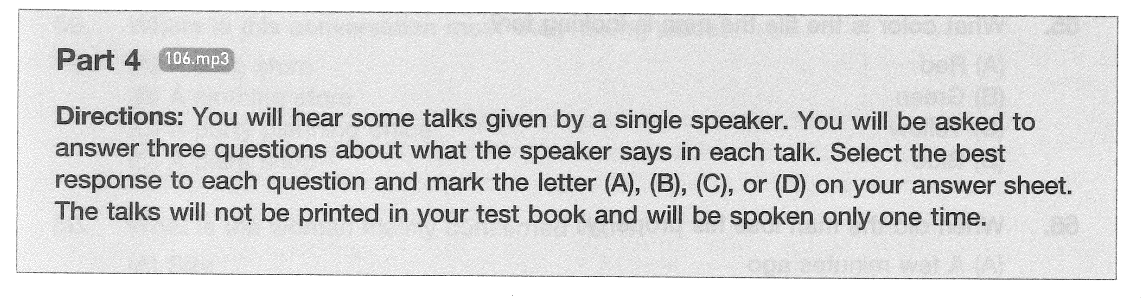 Part 4 106.mp3
Directions: You will hear some talks given by a single speaker. You will be asked to
answer three questions about what the speaker says in each talk. Select the best
response to each question and mark the letter (A), (B), (C), or (D) on your answer sheet.
The talks will not be printed in your test book and will be spoken only one time.